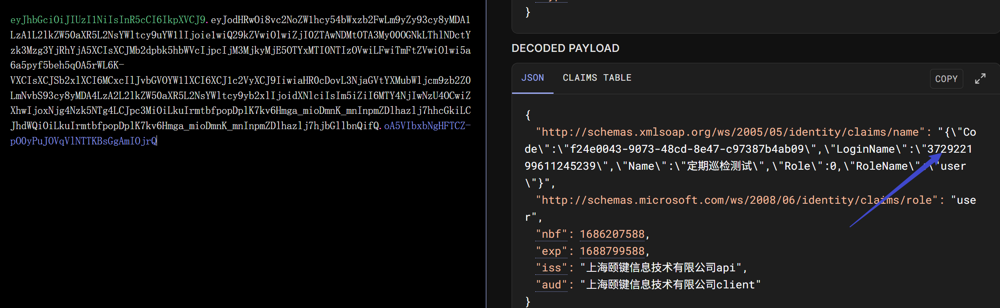 eyJhbGciOiJIUzI1NiIsInR5cCI6IkpXVCJ9.eyJodHRwOi8vc2NoZW1hcy54bWxzb2FwLm9yZy93cy8yMDA1
LzA1L2lkZW50aXR5L2NsYWltcy9uYW1lIjoie1wiQ29kZVwiOlwiZjI0ZTAwNDMtOTA3My00OGNkLThlNDctY
zk3Mzg3YjRhYjA5XCIsXCJMb2dpbk5hbWVcIjpcIjM3MjkyMjE5OTYxMTI0NTIzOVwiLFwiTmFtZVwiOlwi5a
6a5pyf5beh5qOA5rWL6K-
VXCIsXCJSb2xlXCI6MCxcIlJvbGVOYW1lXCI6XCJ1c2VyXCJ9IiwiaHR0cDovL3NjaGVtYXMubWljcm9zb2Z0
LmNvbS93cy8yMDA4LzA2L2lkZW50aXR5L2NsYWltcy9yb2xlIjoidXNlciIsIm5iZiI6MTY4NjIwNzU4OCwiZ
XhwIjoxNjg4Nzk5NTg4LCJpc3MiOiLkuIrmtbfpopDplK7kv6Hmga_mioDmnK_mnInpmZDlhazlj7hhcGkiLC
JhdWQiOiLkuIrmtbfpopDplK7kv6Hmga_mioDmnK_mnInpmZDlhazlj7hjbGllbnQifQ.oA5VIbxbNgHFTCZ-
pO0yPuJOVqVlNTTKBsGgAmIOjrQ
}
DECODED PAYLOAD
JSON CLAIMS TABLE COPY
{
"http://schemas.xmlsoap.org/ws/2005/05/identity/claims/name": "{\"Co
de\":\"f24e0043-9073-48cd-8e47-c97387b4ab09\",\"LoginName\":\"3729221
99611245239\",\"Name\":\"定期巡检测试\",\"Role\":0,\"RoleName\":\"user
\"}",
"http://schemas.microsoft.com/ws/2008/06/identity/claims/role": "use
r",
"nbf": 1686207588,
"exp": 1688799588,
"iss": "上海颐键信息技术有限公司api",
"aud": "上海颐键信息技术有限公司client"
}